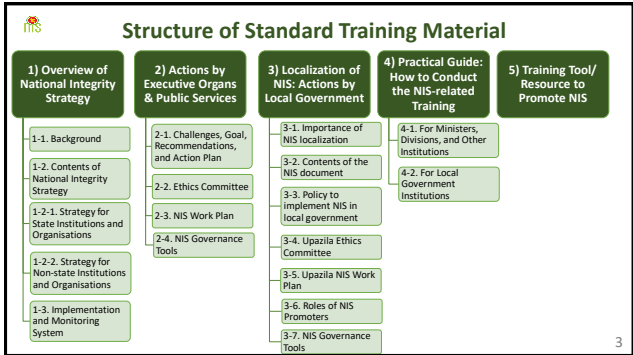 NIS
Structure of Standard Training Material
1) Overview of
National Integrity
Strategy
1-1. Background
1-2. Contents of
National Integrity
Strategy
1-2-1. Strategy for
State Institutions and
Organisations
1-2-2. Strategy for
Non-state Institutions
and Organisations
1-3. Implementation
and Monitoring
System
2) Actions by
Executive Organs
& Public Services
2-1. Challenges, Goal,
Recommendations,
and Action Plan
2-2. Ethics Committee
2-3. NIS Work Plan
2-4. NIS Governance
Tools
3) Localization of
NIS: Actions by
Local Government
3-1. Importance of
NIS localization
3-2. Contents of the
NIS document
3-3. Policy to
implement NIS in
local government
3-4. Upazila Ethics
Committee
3-5. Upazila NIS Work
Plan
3-6. Roles of NIS
Promoters
3-7. NIS Governance
Tools
4) Practical Guide:
How to Conduct
the NIS-related
Training
4-1. For Ministers,
Divisions, and Other
Institutions
4-2. For Local
Government
Institutions
5) Training Tool/
Resource to
Promote NIS
3